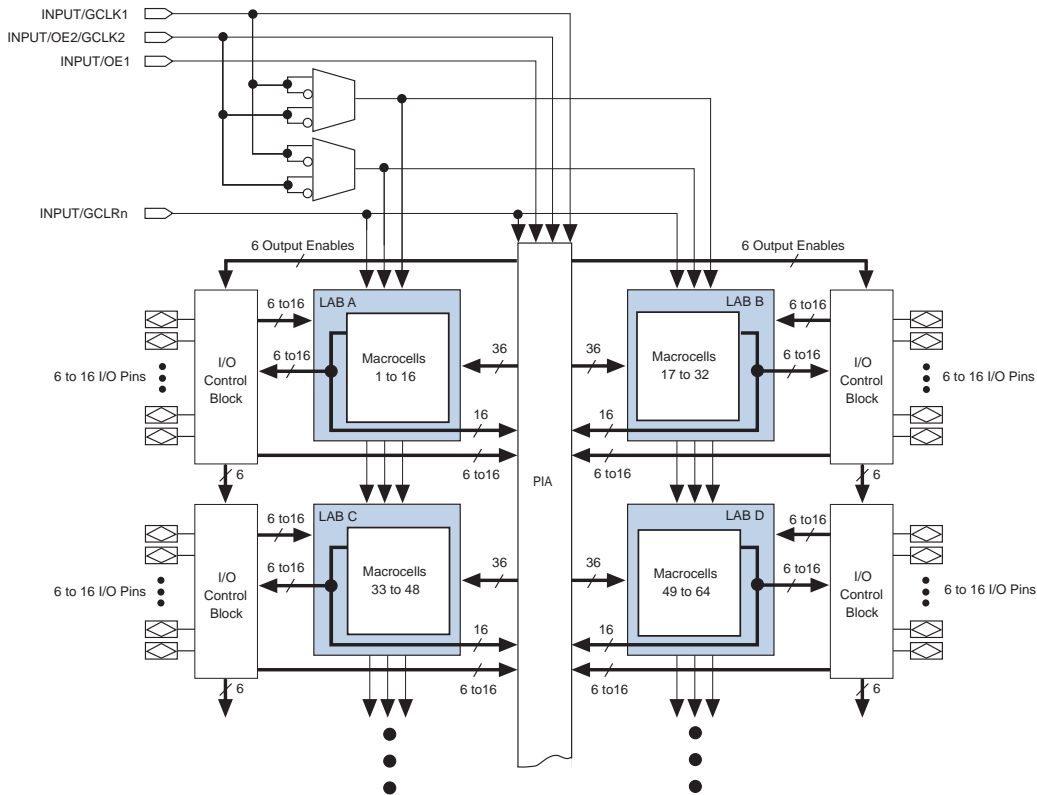 INPUT/GCLK1
INPUT/OE2/GCLK2
INPUT/OE1
INPUT/GCLRn
6 Output Enables
6 Output Enables
6 to16
LAB A
LAB B
6 to16
I/O
Control
Block
6 to16
Macrocells
1 to 16
36
36
Macrocells
17 to 32
6 to16
I/O
Control
Block
6 to 16 I/O Pins
6 to 16 I/O Pins
16
16
6 to16
6 to16
PIA
6
6
6 to16
LAB C
LAB D
6 to16
I/O
Control
Block
6 to16
Macrocells
33 to 48
36
36
Macrocells
49 to 64
6 to16
I/O
Control
Block
6 to 16 I/O Pins
6 to 16 I/O Pins
16
16
6 to16
6 to16
6
6